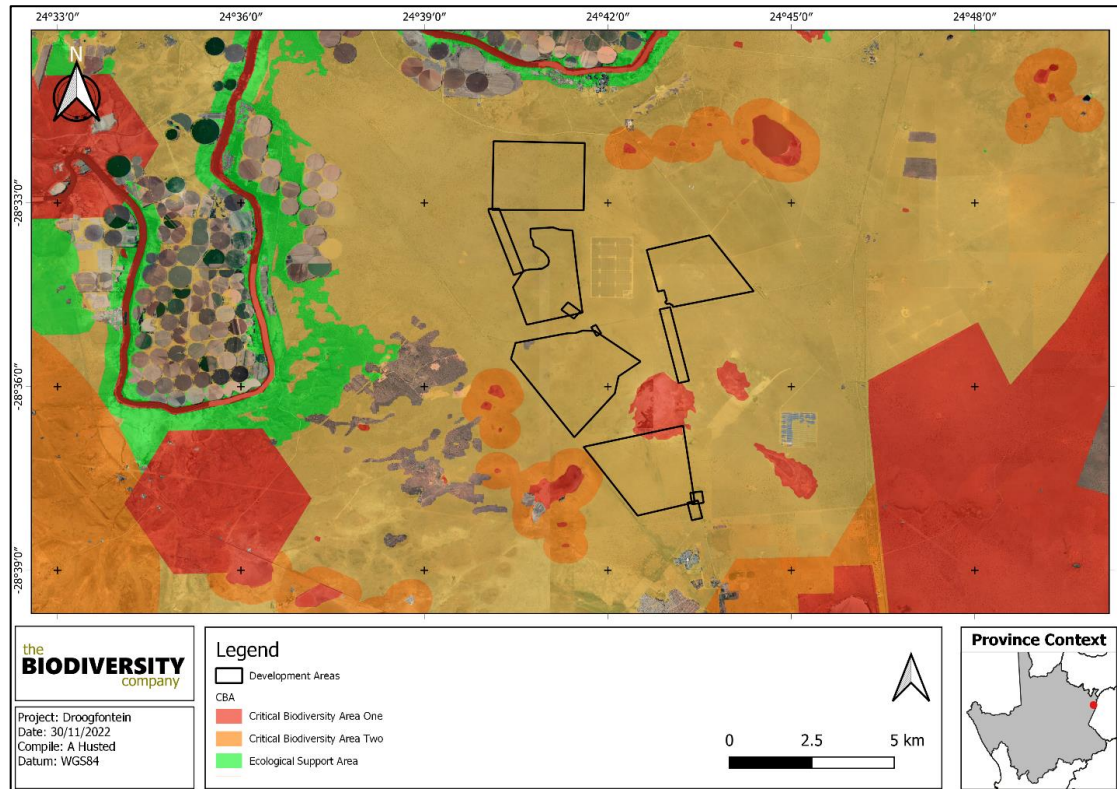 24°33′0″ 24°36′0″ 24°39′0″ 24°42′0″ 24°45′0″ 24°48′0″
N
-28°33′0″
-28°36′0″
-28°39′0″
the
BIODIVERSITY
company
Project: Droogfontein
Date: 30/11/2022
Compile: A Husted
Datum: WGS84
Legend
Development Areas
CBA
Critical Biodiversity Area One
Critical Biodiversity Area Two
Ecological Support Area
0 2.5 5 km
Province Context